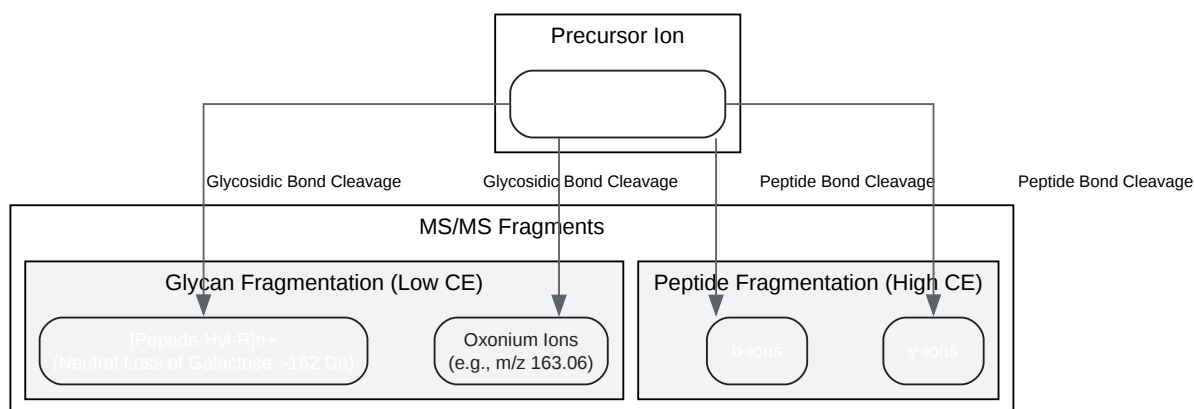 Precursor Ion
Glycosidic Bond Cleavage
Glycosidic Bond Cleavage
Peptide Bond Cleavage
Peptide Bond Cleavage
MS/MS Fragments
Glycan Fragmentation (Low CE)
Peptide Fragmentation (High CE)
[Peptide-Hyl-R]n+
(Neutral Loss of Galactose, -162 Da)
Oxonium Ions
(e.g., m/z 163.06)
b-ions
y-ions